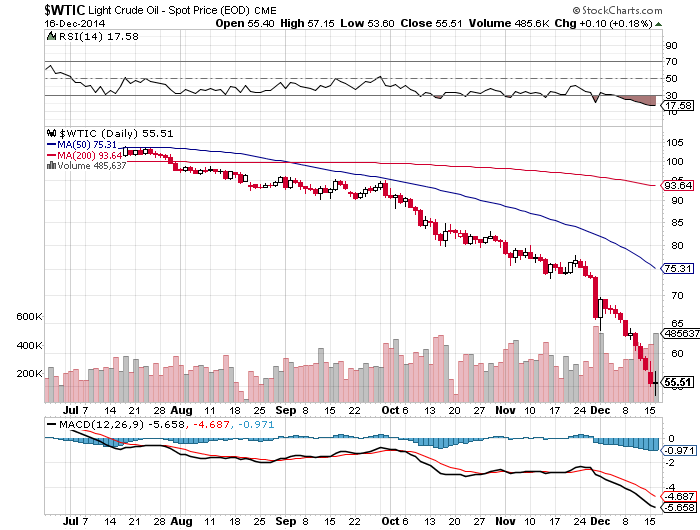 $WTIC Light Crude Oil - Spot Price (EOD) CME
© StockCharts.com
16-Dec-2014
Open 55.40 High 57.15 Low 53.60 Close 55.51 Volume 485.6K Chg +0.10 (+0.18%)
RSI(14) 17.58
90
70
50
30
17.58
10
$WTIC (Daily) 55.51
MA(50) 75.31
MA(200) 93.64
Volume 485,637
105
100
95
93.64
90
85
80
75.31
70
65
60
55.51
50
600K
400K
200K
485637
Jul 7 14 21 28 Aug 11 18 25 Sep 8 15 22 Oct 6 13 20 27 Nov 10 17 24 Dec 8 15
MACD(12,26,9) -5.658, -4.687, -0.971
0
-0.971
-2
-4
-4.687
-5.658
Jul 7 14 21 28 Aug 11 18 25 Sep 8 15 22 Oct 6 13 20 27 Nov 10 17 24 Dec 8 15